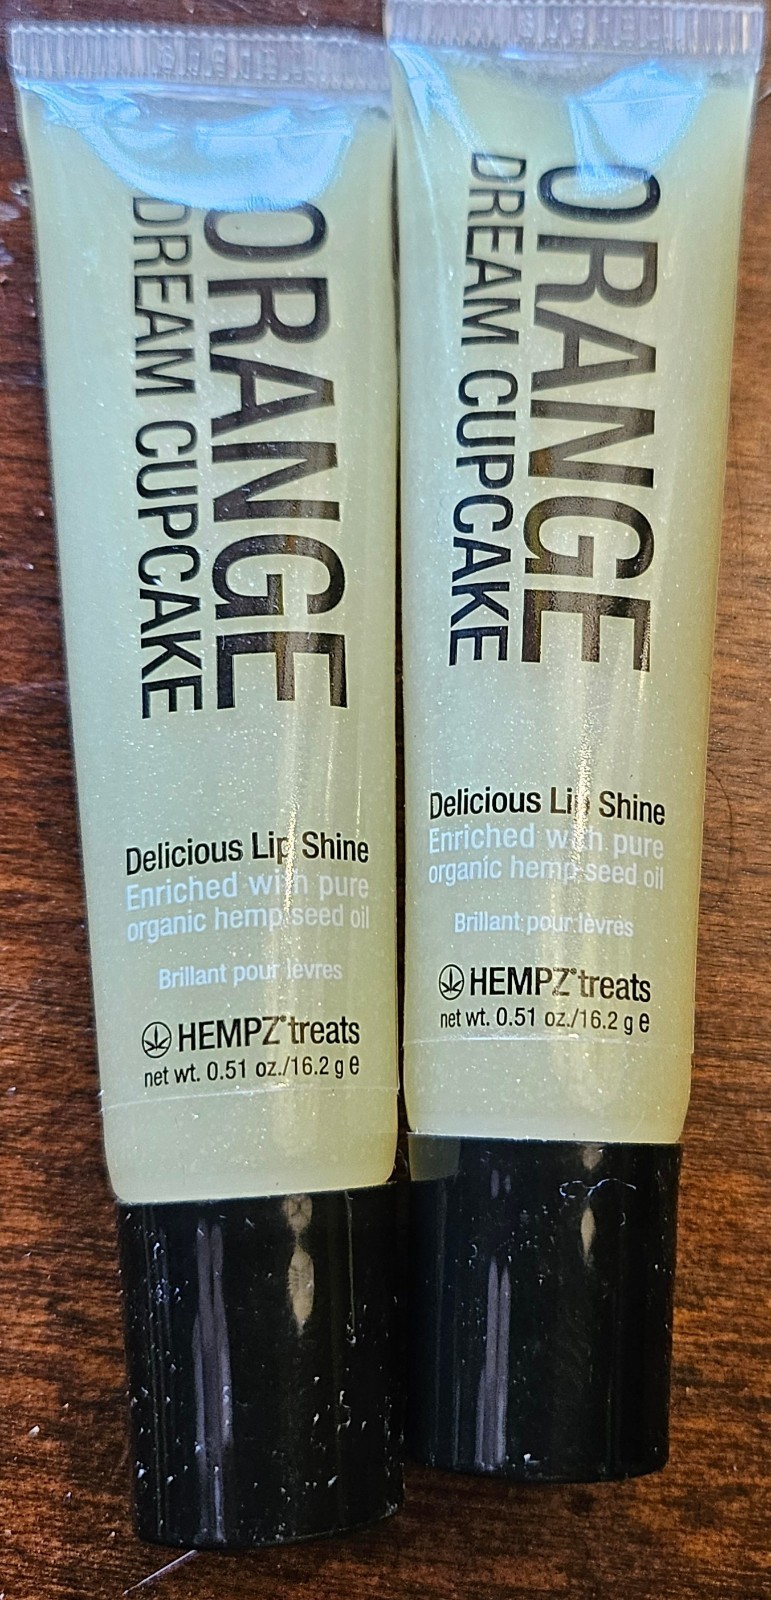 ORANGE
DREAM CUPCAKE
Delicious Lip Shine
Enriched with pure
organic hemp seed oil
Brillant pour lèvres
HEMPZ® treats
net wt. 0.51 oz./16.2 g e
ORANGE
DREAM CUPCAKE
Delicious Lip Shine
Enriched with pure
organic hemp seed oil
Brillant pour lèvres
HEMPZ® treats
net wt. 0.51 oz./16.2 g e